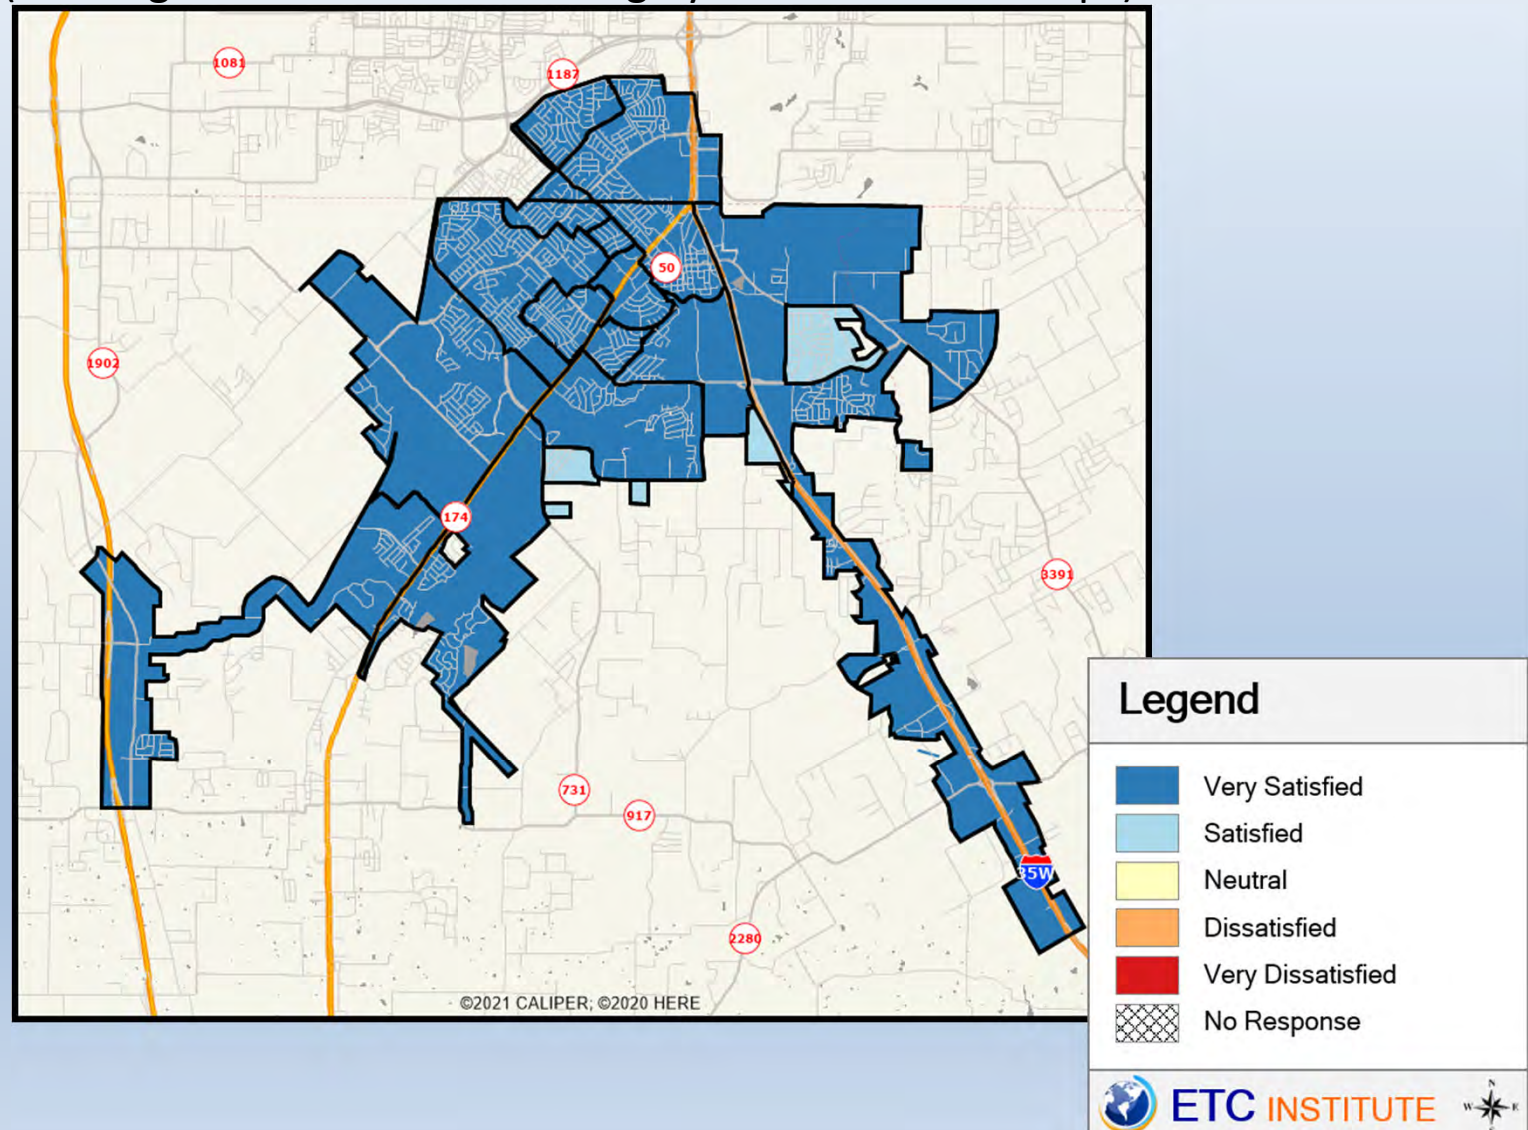 1081
1187
50
1902
174
3391
731
917
35W
2280
©2021 CALIPER; ©2020 HERE
Legend
Very Satisfied
Satisfied
Neutral
Dissatisfied
Very Dissatisfied
No Response
ETC INSTITUTE
N
W E